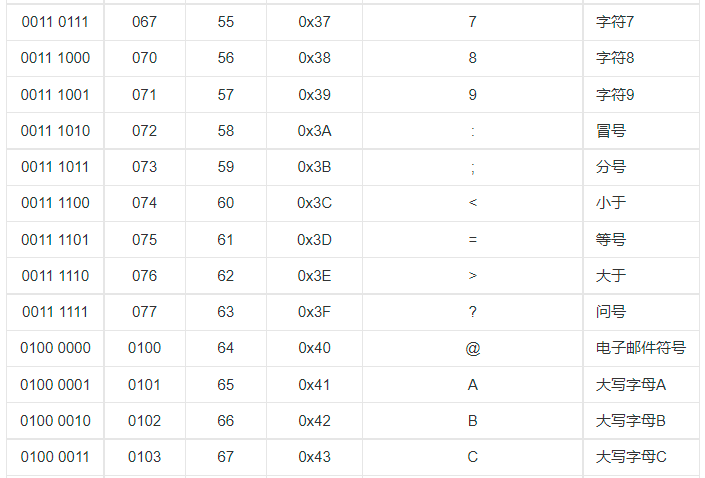 0011 0111 067 55 0x37 7 字符7
0011 1000 070 56 0x38 8 字符8
0011 1001 071 57 0x39 9 字符9
0011 1010 072 58 0x3A : 冒号
0011 1011 073 59 0x3B ; 分号
0011 1100 074 60 0x3C < 小于
0011 1101 075 61 0x3D = 等号
0011 1110 076 62 0x3E > 大于
0011 1111 077 63 0x3F ? 问号
0100 0000 0100 64 0x40 @ 电子邮件符号
0100 0001 0101 65 0x41 A 大写字母A
0100 0010 0102 66 0x42 B 大写字母B
0100 0011 0103 67 0x43 C 大写字母C